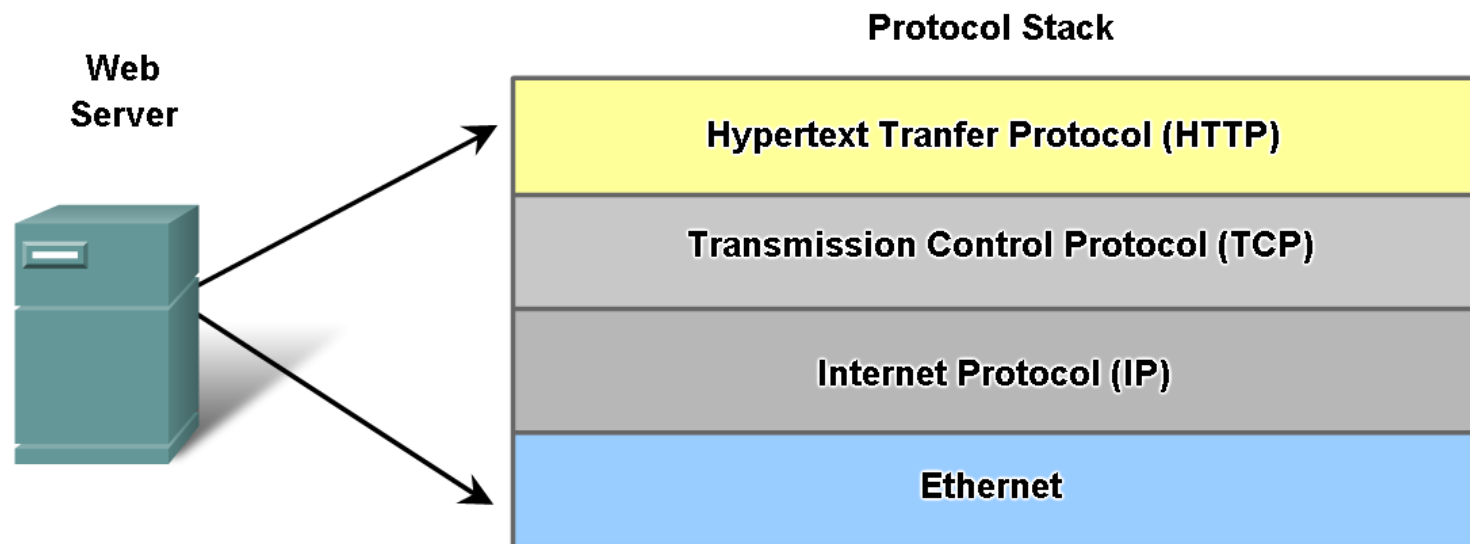 Protocol Stack
Web
Server
Hypertext Tranfer Protocol (HTTP)
Transmission Control Protocol (TCP)
Internet Protocol (IP)
Ethernet